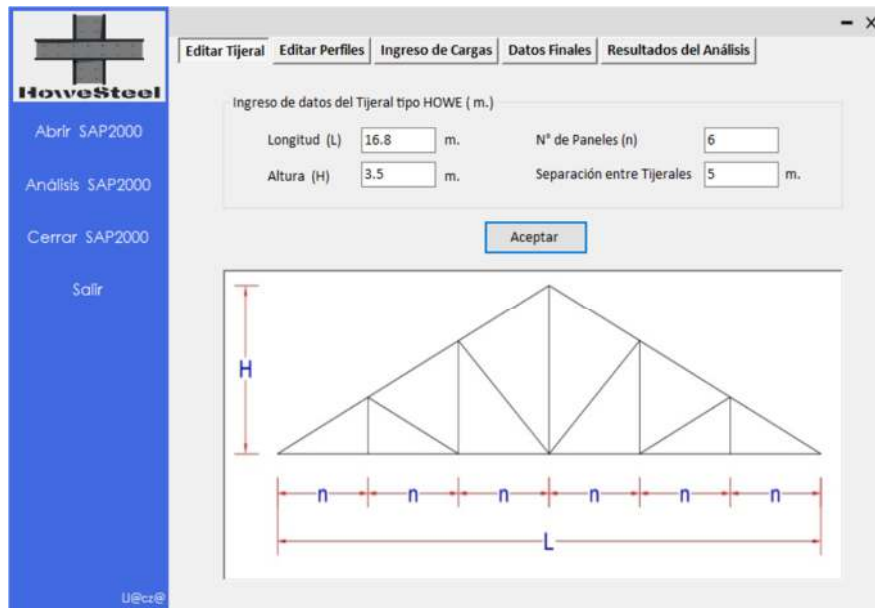 HoweSteel
Abrir SAP2000
Análisis SAP2000
Cerrar SAP2000
Salir
U@cz@
Editar Tijeral Editar Perfiles Ingreso de Cargas Datos Finales Resultados del Análisis
Ingreso de datos del Tijeral tipo HOWE ( m.)
Longitud (L) 16.8 m. N° de Paneles (n) 6
Altura (H) 3.5 m. Separación entre Tijerales 5 m.
Aceptar
H
n n n n n n
L